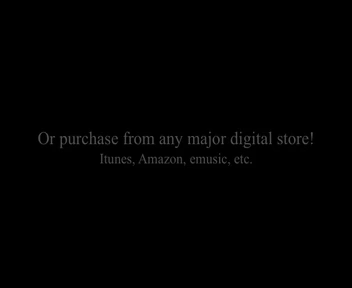 Or purchase from any major digital store!
Itunes, Amazon, emusic, etc.